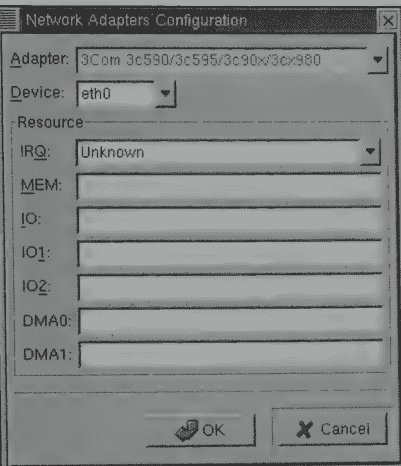 Network Adapters Configuration
Adapter: 3Com 3c590/3c595/3c90x/3cx980
Device: eth0
Resource
IRQ: Unknown
MEM:
IO:
IO1:
IO2:
DMA0:
DMA1:
OK Cancel